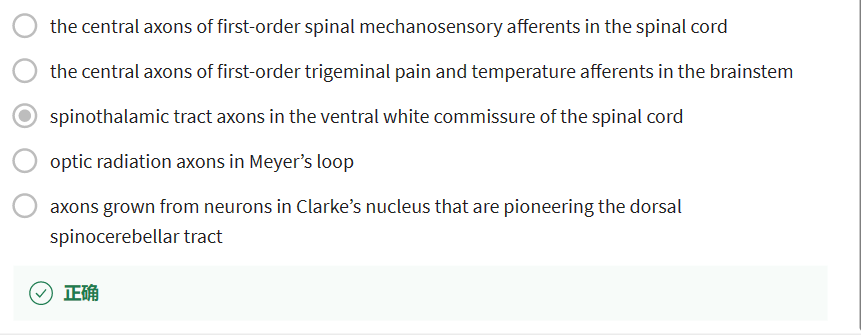 the central axons of first-order spinal mechanosensory afferents in the spinal cord
the central axons of first-order trigeminal pain and temperature afferents in the brainstem
spinothalamic tract axons in the ventral white commissure of the spinal cord
optic radiation axons in Meyer’s loop
axons grown from neurons in Clarke’s nucleus that are pioneering the dorsal
spinocerebellar tract
正确